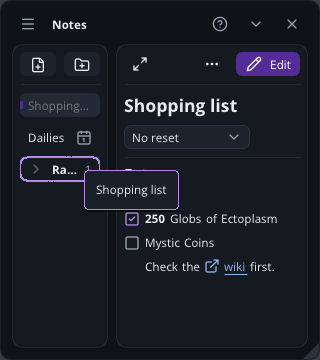 Notes
Edit
Shopping...
Shopping list
No reset
Dailies
Ra... 1
Shopping list
250 Globs of Ectoplasm
Mystic Coins
Check the wiki first.